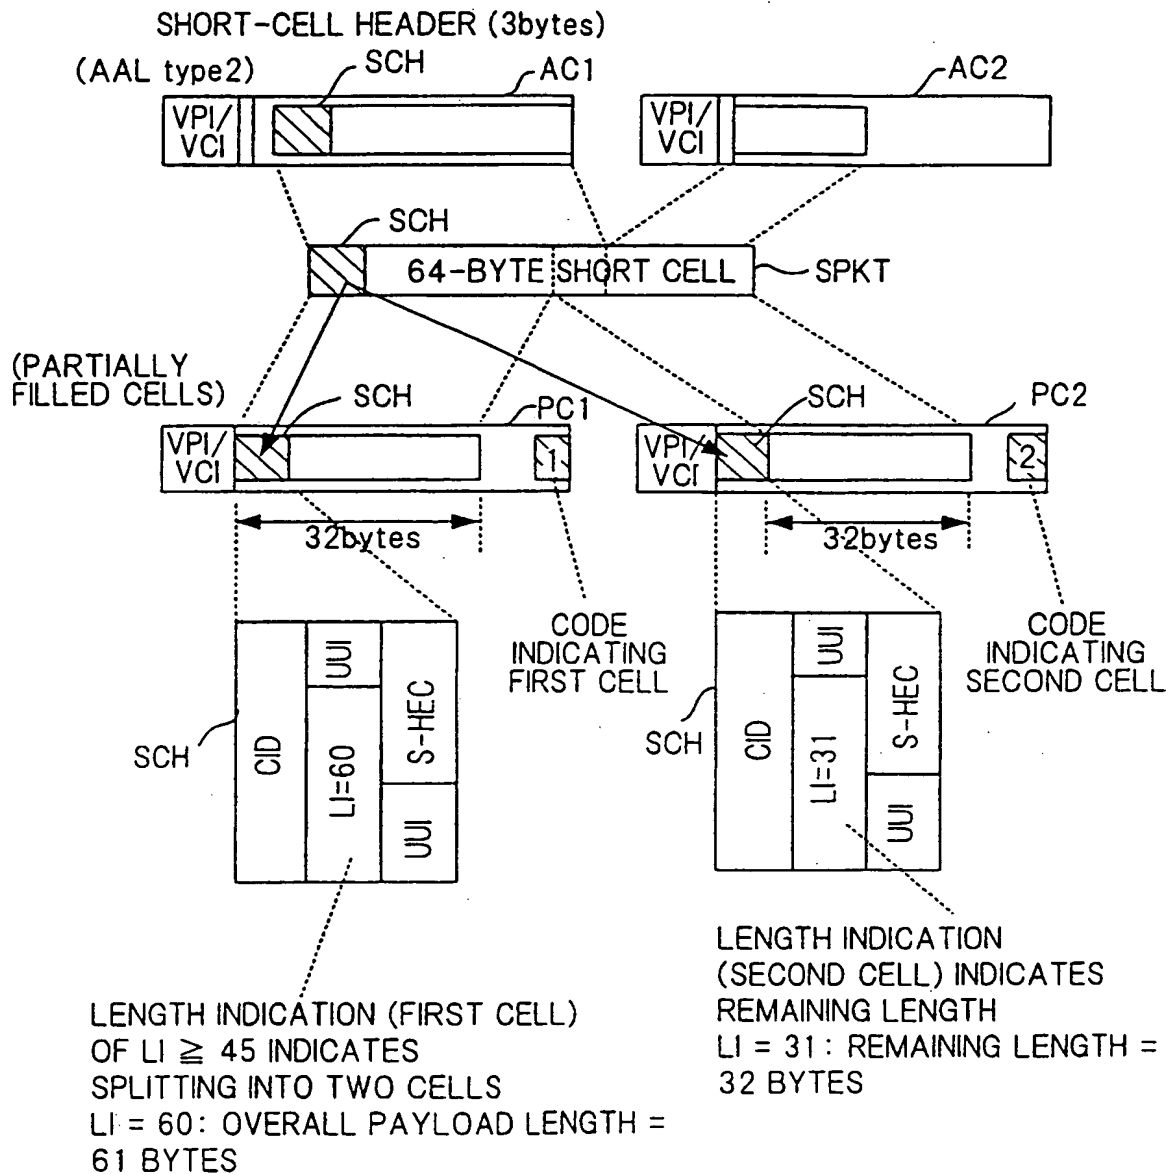 SHORT-CELL HEADER (3bytes)
(AAL type2)
SCH
AC1
AC2
VPI/
VCI
VPI/
VCI
SCH
64-BYTE SHORT CELL
SPKT
(PARTIALLY
FILLED CELLS)
SCH
PC1
SCH
PC2
VPI/
VCI
1
VPI/
VCI
2
32bytes
32bytes
CODE
INDICATING
FIRST CELL
CODE
INDICATING
SECOND CELL
SCH
CID
UUI
LI=60
S-HEC
UUI
SCH
CID
UUI
LI=31
S-HEC
UUI
LENGTH INDICATION (FIRST CELL)
OF LI ≧ 45 INDICATES
SPLITTING INTO TWO CELLS
LI = 60: OVERALL PAYLOAD LENGTH =
61 BYTES
LENGTH INDICATION
(SECOND CELL) INDICATES
REMAINING LENGTH
LI = 31: REMAINING LENGTH =
32 BYTES